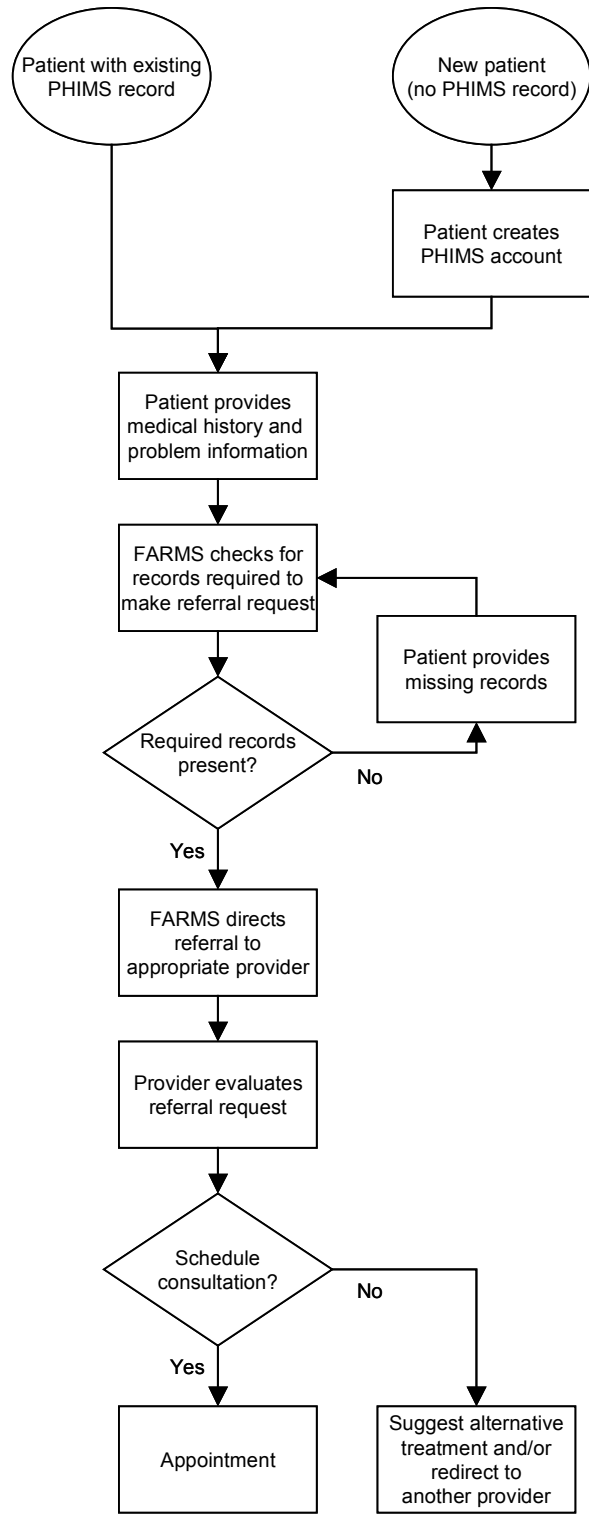 Patient with existing
PHIMS record
New patient
(no PHIMS record)
Patient creates
PHIMS account
Patient provides
medical history and
problem information
FARMS checks for
records required to
make referral request
Patient provides
missing records
Required records
present?
No
Yes
FARMS directs
referral to
appropriate provider
Provider evaluates
referral request
Schedule
consultation?
No
Yes
Appointment
Suggest alternative
treatment and/or
redirect to
another provider